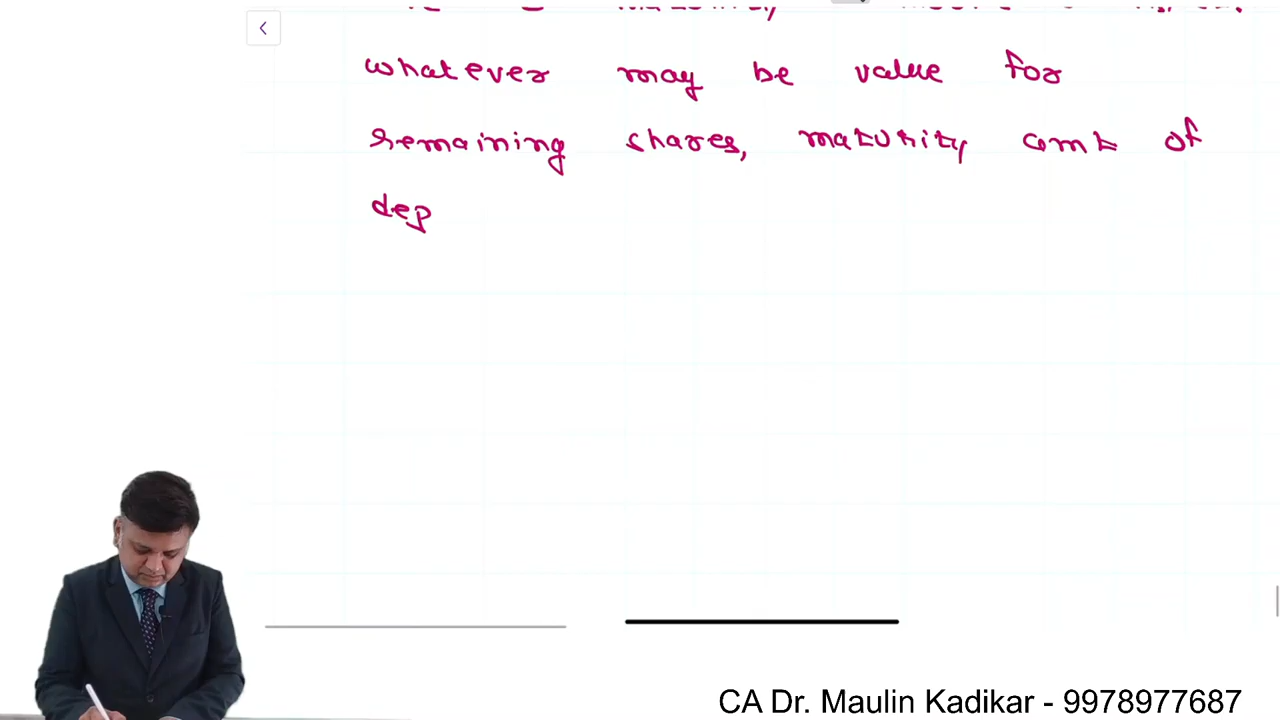 whatever may be value for
remaining shares, maturity amt of
dep
CA Dr. Maulin Kadikar - 9978977687